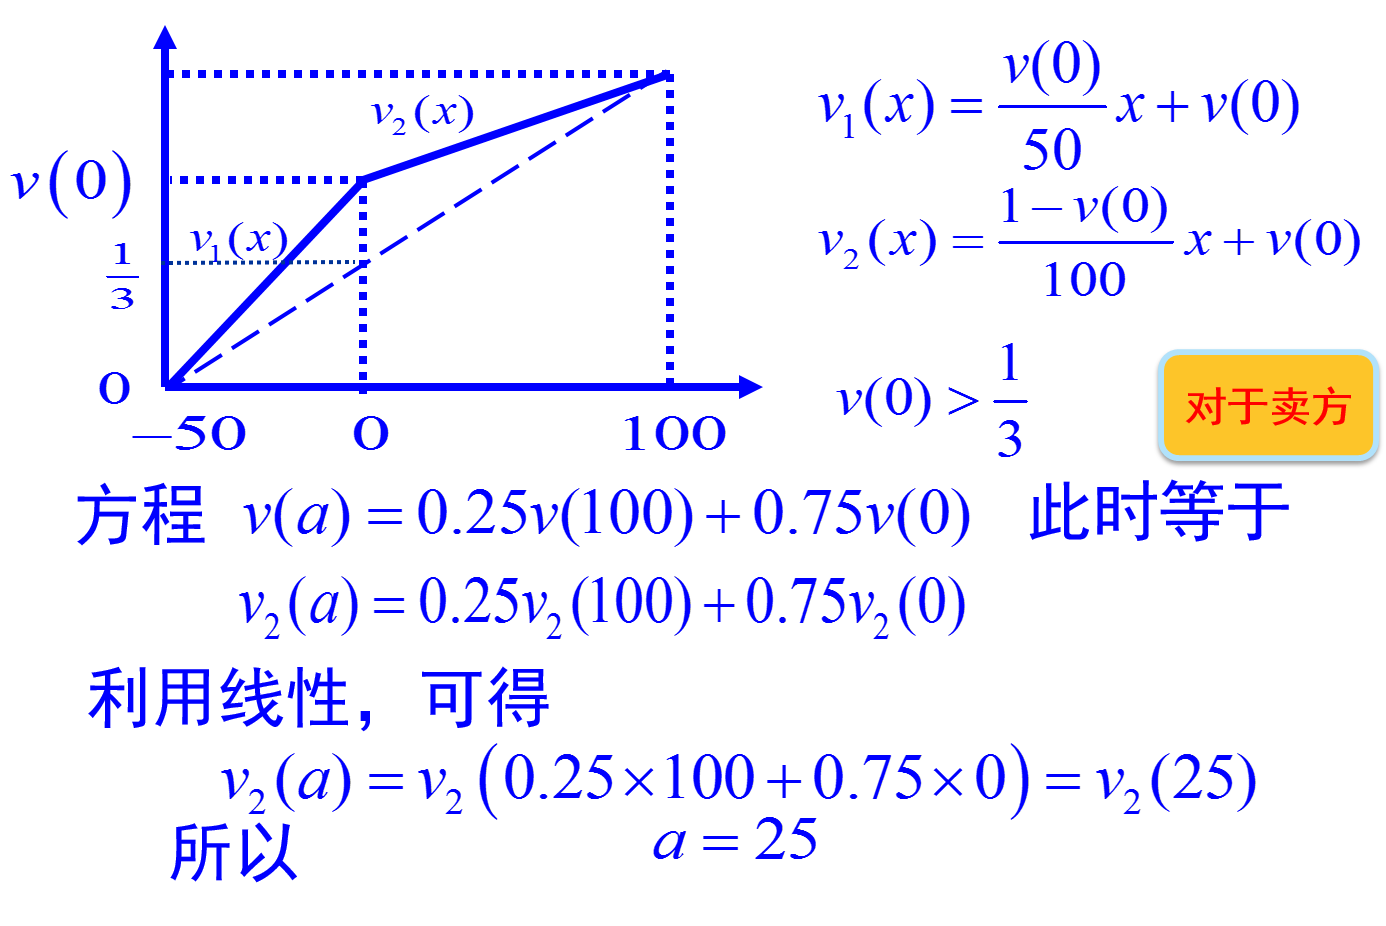 v₂(x)
v(0)
v₁(x)
1/3
0
−50 0 100
v₁(x) = v(0)/50 x + v(0)
v₂(x) = 1−v(0)/100 x + v(0)
v(0) > 1/3
对于卖方
方程 v(a) = 0.25v(100) + 0.75v(0) 此时等于
v₂(a) = 0.25v₂(100) + 0.75v₂(0)
利用线性，可得
v₂(a) = v₂(0.25×100 + 0.75×0) = v₂(25)
所以 a = 25